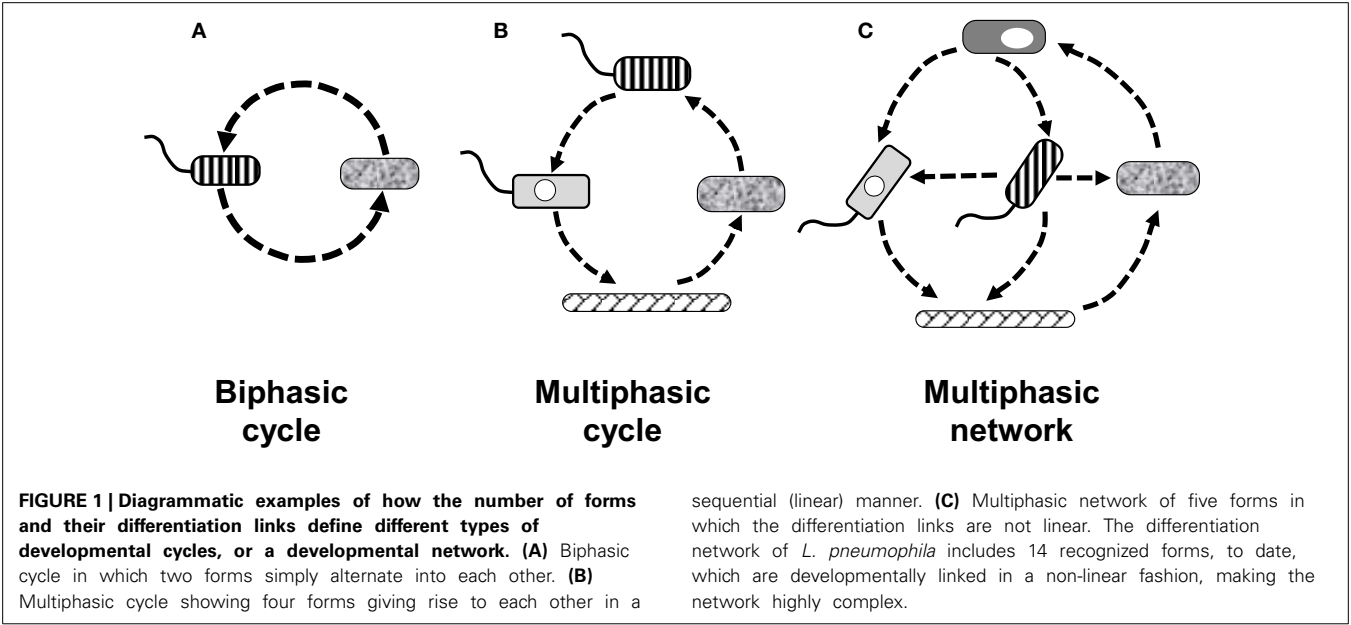 A
B
C
Biphasic
cycle
Multiphasic
cycle
Multiphasic
network
FIGURE 1 | Diagrammatic examples of how the number of forms
and their differentiation links define different types of
developmental cycles, or a developmental network. (A) Biphasic
cycle in which two forms simply alternate into each other. (B)
Multiphasic cycle showing four forms giving rise to each other in a
sequential (linear) manner. (C) Multiphasic network of five forms in
which the differentiation links are not linear. The differentiation
network of L. pneumophila includes 14 recognized forms, to date,
which are developmentally linked in a non-linear fashion, making the
network highly complex.